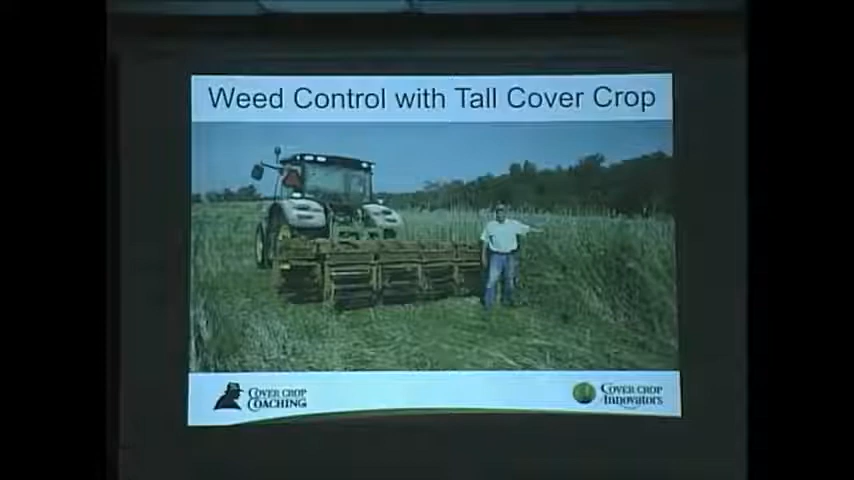 Weed Control with Tall Cover Crop
COVER CROP
COACHING
COVER CROP
Innovators